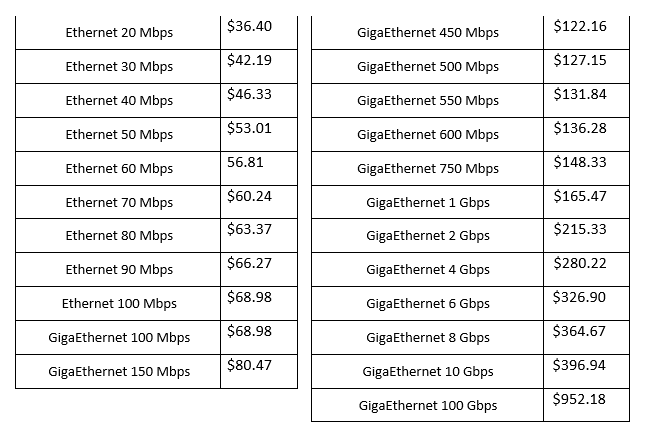 Ethernet 20 Mbps $36.40
Ethernet 30 Mbps $42.19
Ethernet 40 Mbps $46.33
Ethernet 50 Mbps $53.01
Ethernet 60 Mbps 56.81
Ethernet 70 Mbps $60.24
Ethernet 80 Mbps $63.37
Ethernet 90 Mbps $66.27
Ethernet 100 Mbps $68.98
GigaEthernet 100 Mbps $68.98
GigaEthernet 150 Mbps $80.47
GigaEthernet 450 Mbps $122.16
GigaEthernet 500 Mbps $127.15
GigaEthernet 550 Mbps $131.84
GigaEthernet 600 Mbps $136.28
GigaEthernet 750 Mbps $148.33
GigaEthernet 1 Gbps $165.47
GigaEthernet 2 Gbps $215.33
GigaEthernet 4 Gbps $280.22
GigaEthernet 6 Gbps $326.90
GigaEthernet 8 Gbps $364.67
GigaEthernet 10 Gbps $396.94
GigaEthernet 100 Gbps $952.18